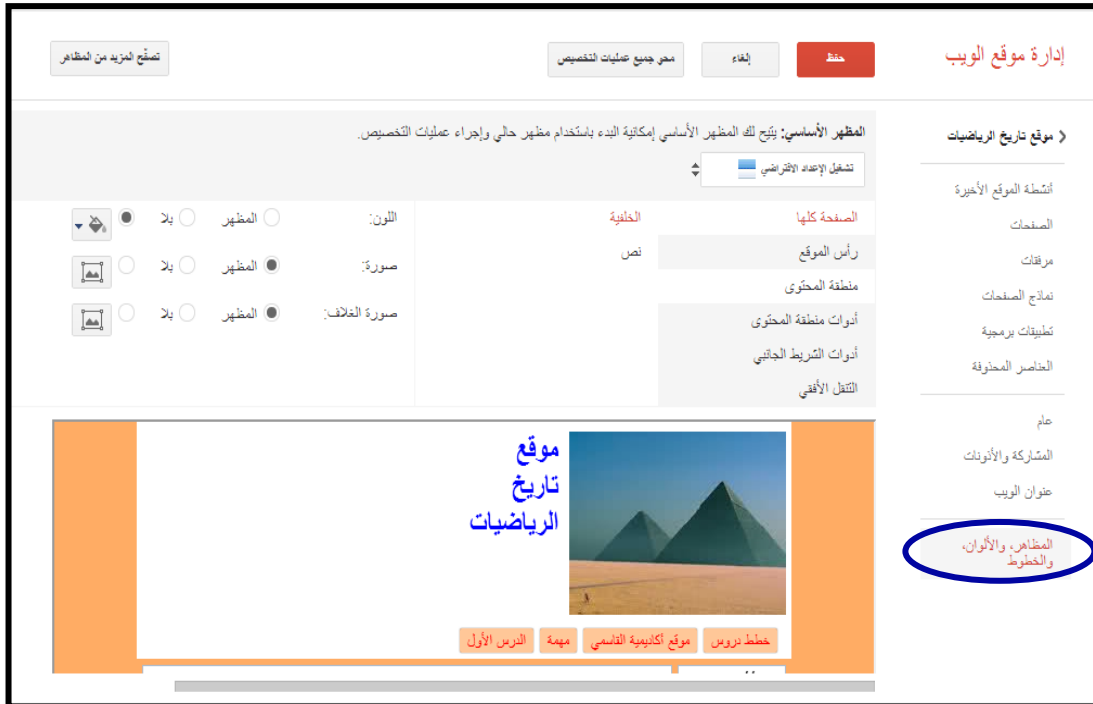 إدارة موقع الويب
حفظ
إلغاء
محو جميع عمليات التخصيص
تصفّح المزيد من المظاهر
موقع تاريخ الرياضيات
أنشطة الموقع الأخيرة
الصفحات
مرفقات
نماذج الصفحات
تطبيقات برمجية
العناصر المحذوفة
عام
المشاركة والأذونات
عنوان الويب
المظاهر، والألوان،
والخطوط
المظهر الأساسي: يتيح لك المظهر الأساسي إمكانية البدء باستخدام مظهر حالي وإجراء عمليات التخصيص.
تشغيل الإعداد الافتراضي
الصفحة كلها
رأس الموقع
منطقة المحتوى
أدوات منطقة المحتوى
أدوات الشريط الجانبي
التنقل الأفقي
الخلفية
نص
اللون: المظهر بلا
صورة: المظهر بلا
صورة الغلاف: المظهر بلا
موقع
تاريخ
الرياضيات
خطط دروس موقع أكاديمية القاسمي مهمة الدرس الأول